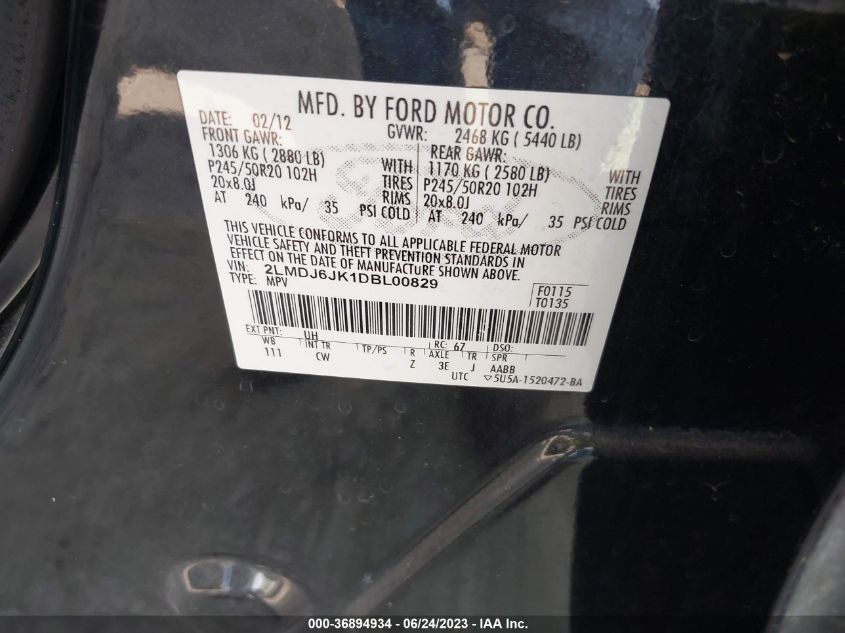 MFD. BY FORD MOTOR CO.
DATE: 02/12 GVWR: 2468 KG ( 5440 LB)
FRONT GAWR: REAR GAWR:
1306 KG ( 2880 LB) WITH 1170 KG ( 2580 LB) WITH
P245/50R20 102H TIRES P245/50R20 102H TIRES
20x8.0J RIMS 20x8.0J RIMS
AT 240 kPa/ 35 PSI COLD AT 240 kPa/ 35 PSI COLD
THIS VEHICLE CONFORMS TO ALL APPLICABLE FEDERAL MOTOR
VEHICLE SAFETY AND THEFT PREVENTION STANDARDS IN
EFFECT ON THE DATE OF MANUFACTURE SHOWN ABOVE.
VIN: 2LMDJ6JK1DBL00829 F0115
TYPE: MPV T0135
EXT PNT: UH RC: 67 DSO:
WB INT TR TP/PS R AXLE TR SPR
111 CW Z 3E J AABB
UTC ▽5U5A-1520472-BA
000-36894934 - 06/24/2023 - IAA Inc.